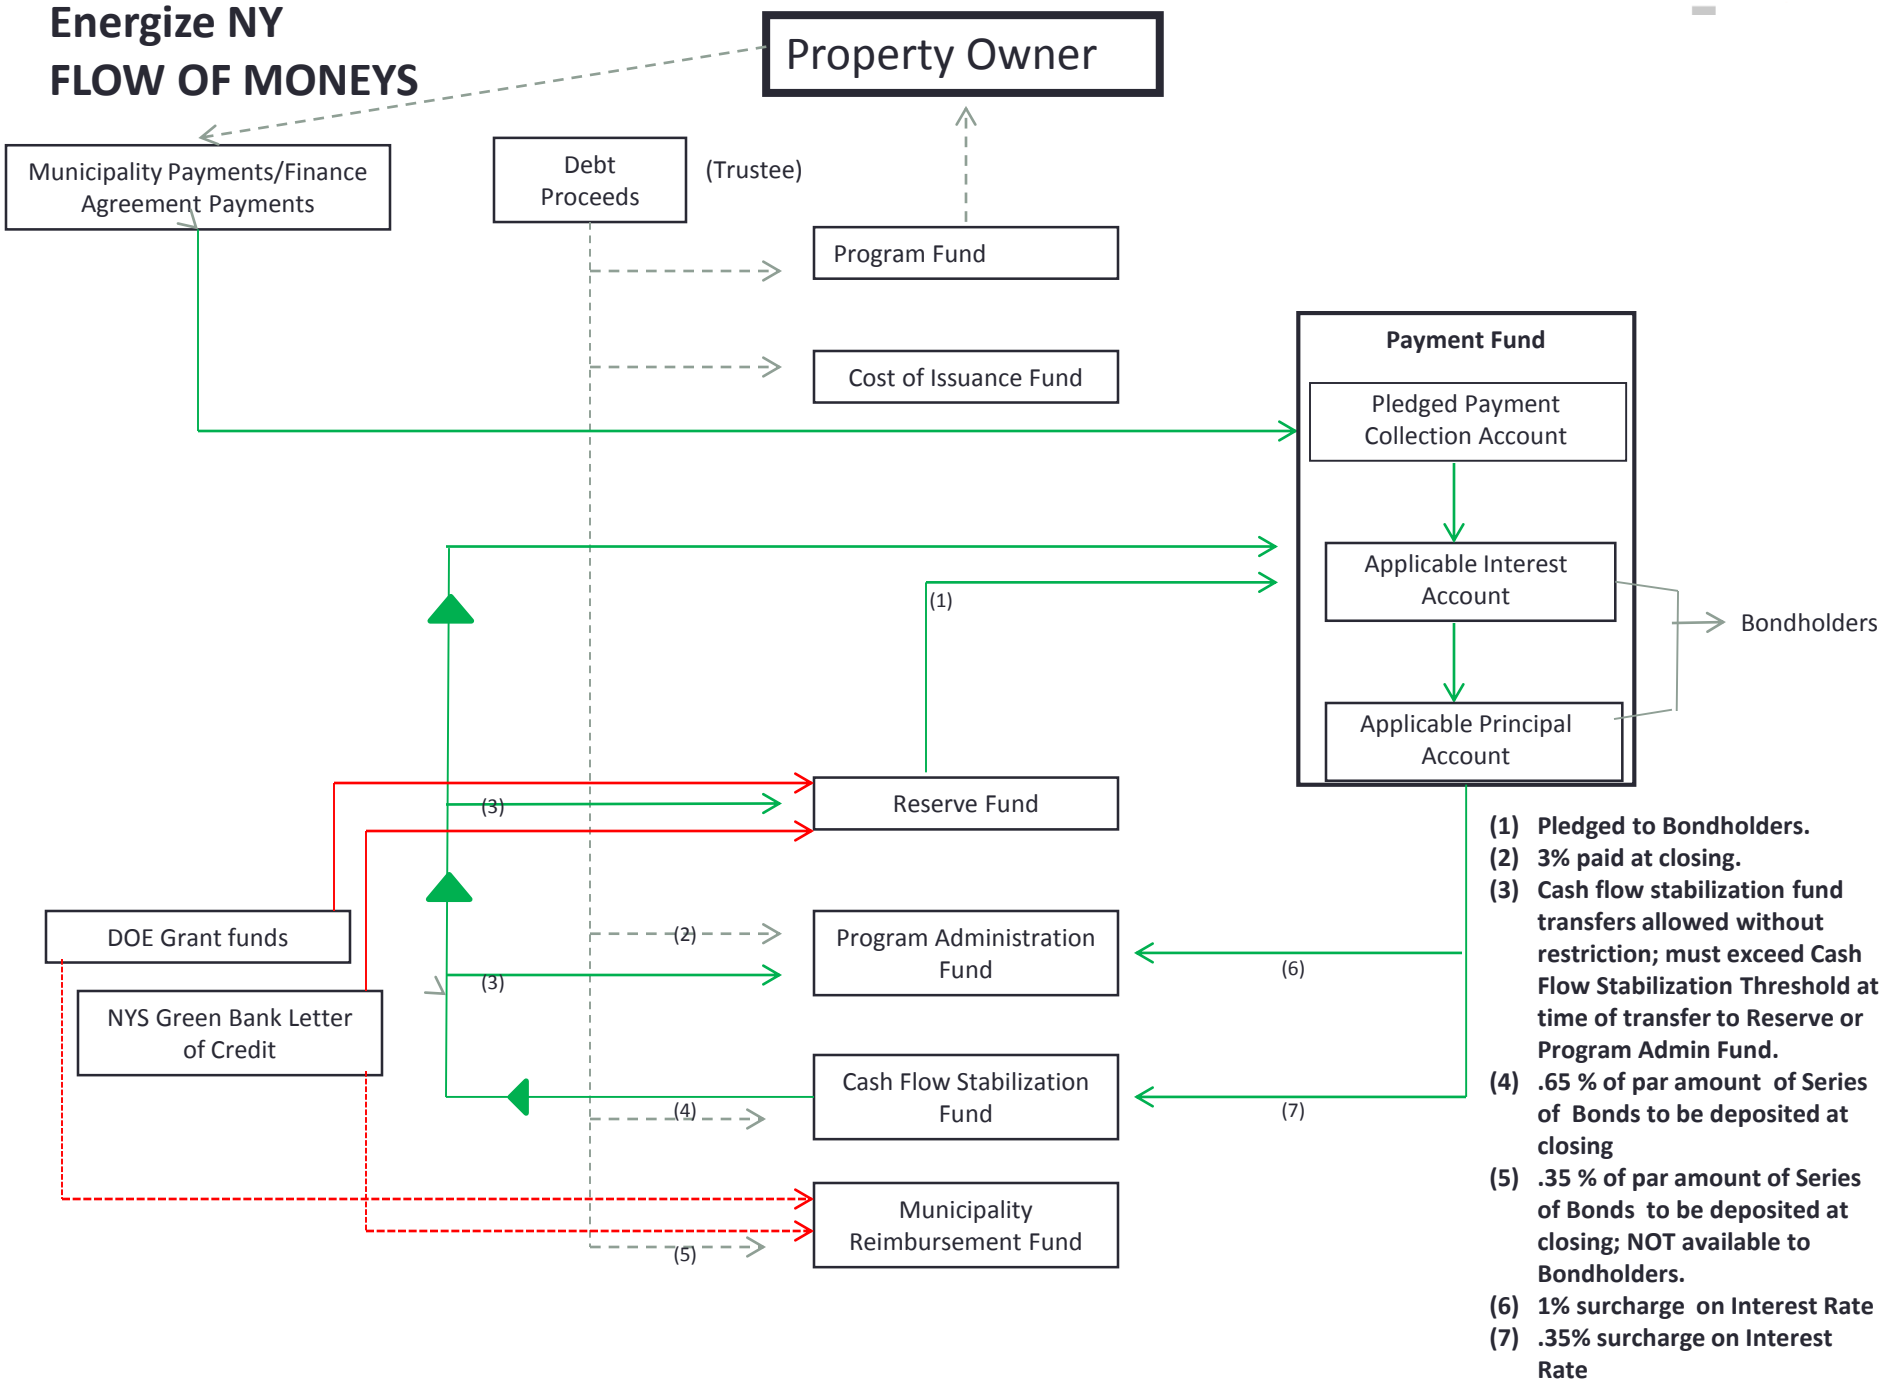 Energize NY
FLOW OF MONEYS
Property Owner
Municipality Payments/Finance
Agreement Payments
Debt
Proceeds
(Trustee)
Program Fund
Cost of Issuance Fund
Payment Fund
Pledged Payment
Collection Account
Applicable Interest
Account
(1)
Bondholders
Applicable Principal
Account
Reserve Fund
(3)
DOE Grant funds
(2)
Program Administration
Fund
(3)
(6)
NYS Green Bank Letter
of Credit
Cash Flow Stabilization
Fund
(4)
(7)
Municipality
Reimbursement Fund
(5)
(1) Pledged to Bondholders.
(2) 3% paid at closing.
(3) Cash flow stabilization fund
transfers allowed without
restriction; must exceed Cash
Flow Stabilization Threshold at
time of transfer to Reserve or
Program Admin Fund.
(4) .65 % of par amount of Series
of Bonds to be deposited at
closing
(5) .35 % of par amount of Series
of Bonds to be deposited at
closing; NOT available to
Bondholders.
(6) 1% surcharge on Interest Rate
(7) .35% surcharge on Interest
Rate